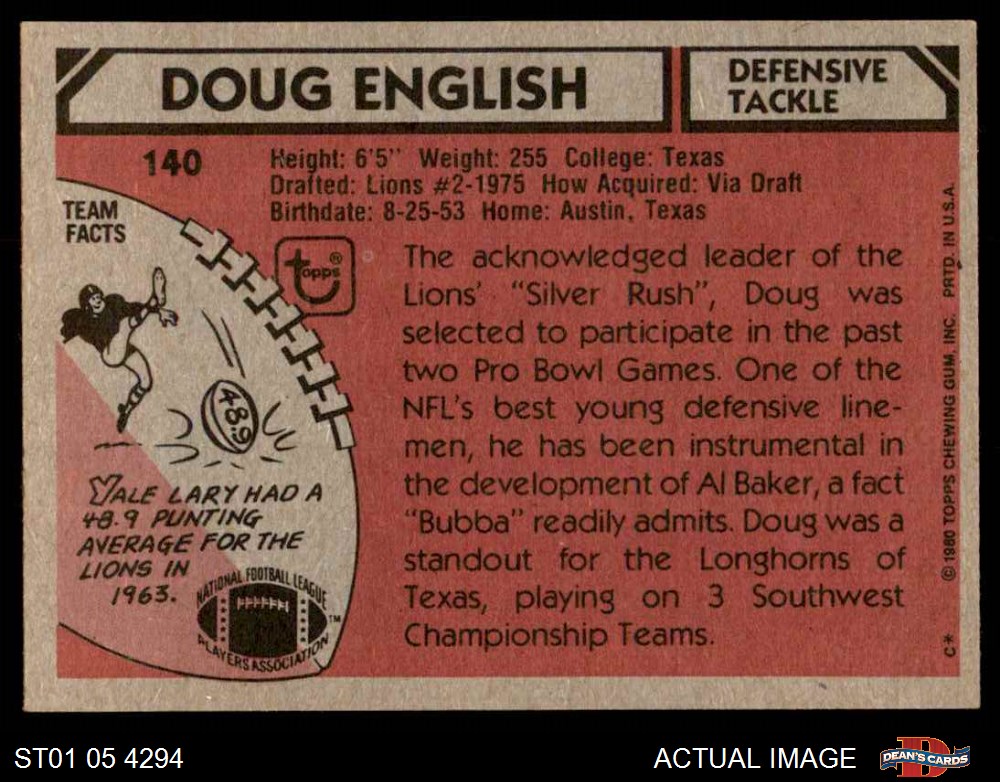 DOUG ENGLISH
DEFENSIVE
TACKLE
140
Height: 6'5" Weight: 255 College: Texas
Drafted: Lions #2-1975 How Acquired: Via Draft
Birthdate: 8-25-53 Home: Austin, Texas
TEAM
FACTS
topps®
48.9
YALE LARY HAD A
48.9 PUNTING
AVERAGE FOR THE
LIONS IN
1963.
NATIONAL FOOTBALL LEAGUE
PLAYERS ASSOCIATION
TM
The acknowledged leader of the
Lions' "Silver Rush", Doug was
selected to participate in the past
two Pro Bowl Games. One of the
NFL's best young defensive line-
men, he has been instrumental in
the development of Al Baker, a fact
"Bubba" readily admits. Doug was a
standout for the Longhorns of
Texas, playing on 3 Southwest
Championship Teams.
C* © 1980 TOPPS CHEWING GUM, INC. PRTD. IN U.S.A.
ST01 05 4294
ACTUAL IMAGE
D
DEAN'S CARDS